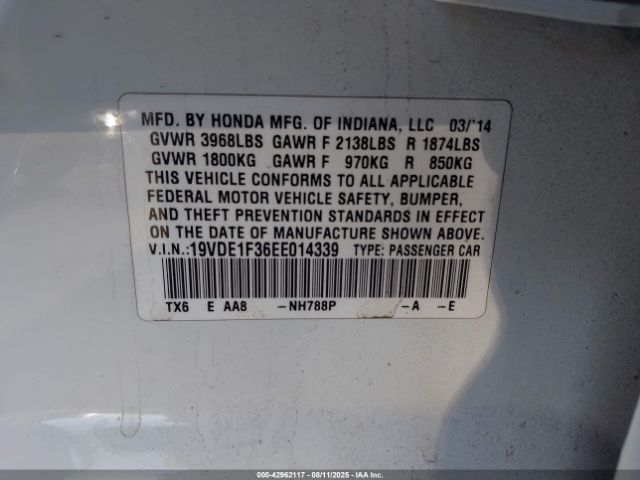 MFD. BY HONDA MFG. OF INDIANA, LLC 03/'14
GVWR 3968LBS GAWR F 2138LBS R 1874LBS
GVWR 1800KG GAWR F 970KG R 850KG
THIS VEHICLE CONFORMS TO ALL APPLICABLE
FEDERAL MOTOR VEHICLE SAFETY, BUMPER,
AND THEFT PREVENTION STANDARDS IN EFFECT
ON THE DATE OF MANUFACTURE SHOWN ABOVE.
V.I.N.:19VDE1F36EE014339 TYPE: PASSENGER CAR
TX6 E AA8 -NH788P -A -E
000-42962117 - 08/11/2025 - IAAI.com